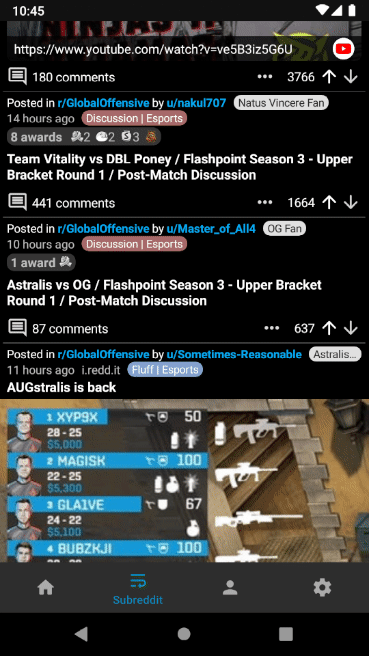 10:45
https://www.youtube.com/watch?v=ve5B3iz5G6U
180 comments ••• 3766
Posted in r/GlobalOffensive by u/nakul707 Natus Vincere Fan
14 hours ago Discussion | Esports
8 awards 2 2 3
Team Vitality vs DBL Poney / Flashpoint Season 3 - Upper
Bracket Round 1 / Post-Match Discussion
441 comments ••• 1664
Posted in r/GlobalOffensive by u/Master_of_All4 OG Fan
10 hours ago Discussion | Esports
1 award
Astralis vs OG / Flashpoint Season 3 - Upper Bracket
Round 1 / Post-Match Discussion
87 comments ••• 637
Posted in r/GlobalOffensive by u/Sometimes-Reasonable Astralis...
11 hours ago i.redd.it Fluff | Esports
AUGstralis is back
1 XYP9X 50
28 - 25
$5,000
2 MAGISK 100
22 - 25
$5,300
3 GLA1VE 67
24 - 22
$5,100
4 BUBZKJI 100
Subreddit